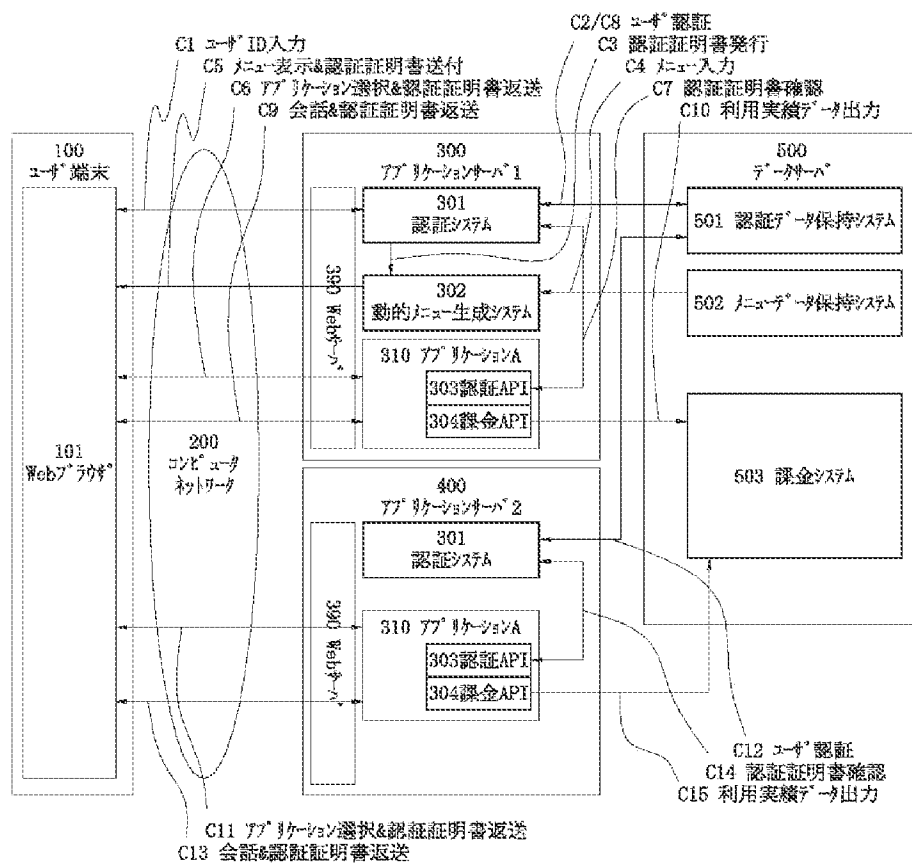 C1 ユーザID入力
C5 メニュー表示&認証証明書送付
C6 アプリケーション選択&認証証明書返送
C9 会話&認証証明書返送
C2/C8 ユーザ認証
C3 認証証明書発行
C4 メニュー入力
C7 認証証明書確認
C10 利用実績データ出力
100
ユーザ端末
101
Webブラウザ
200
コンピュータ
ネットワーク
300
アプリケーションサーバ1
390 Webサーバ
301
認証システム
302
動的メニュー生成システム
310 アプリケーションA
303認証API
304課金API
400
アプリケーションサーバ2
390 Webサーバ
301
認証システム
310 アプリケーションA
303認証API
304課金API
500
データサーバ
501 認証データ保持システム
502 メニューデータ保持システム
503 課金システム
C12 ユーザ認証
C14 認証証明書確認
C15 利用実績データ出力
C11 アプリケーション選択&認証証明書返送
C13 会話&認証証明書返送